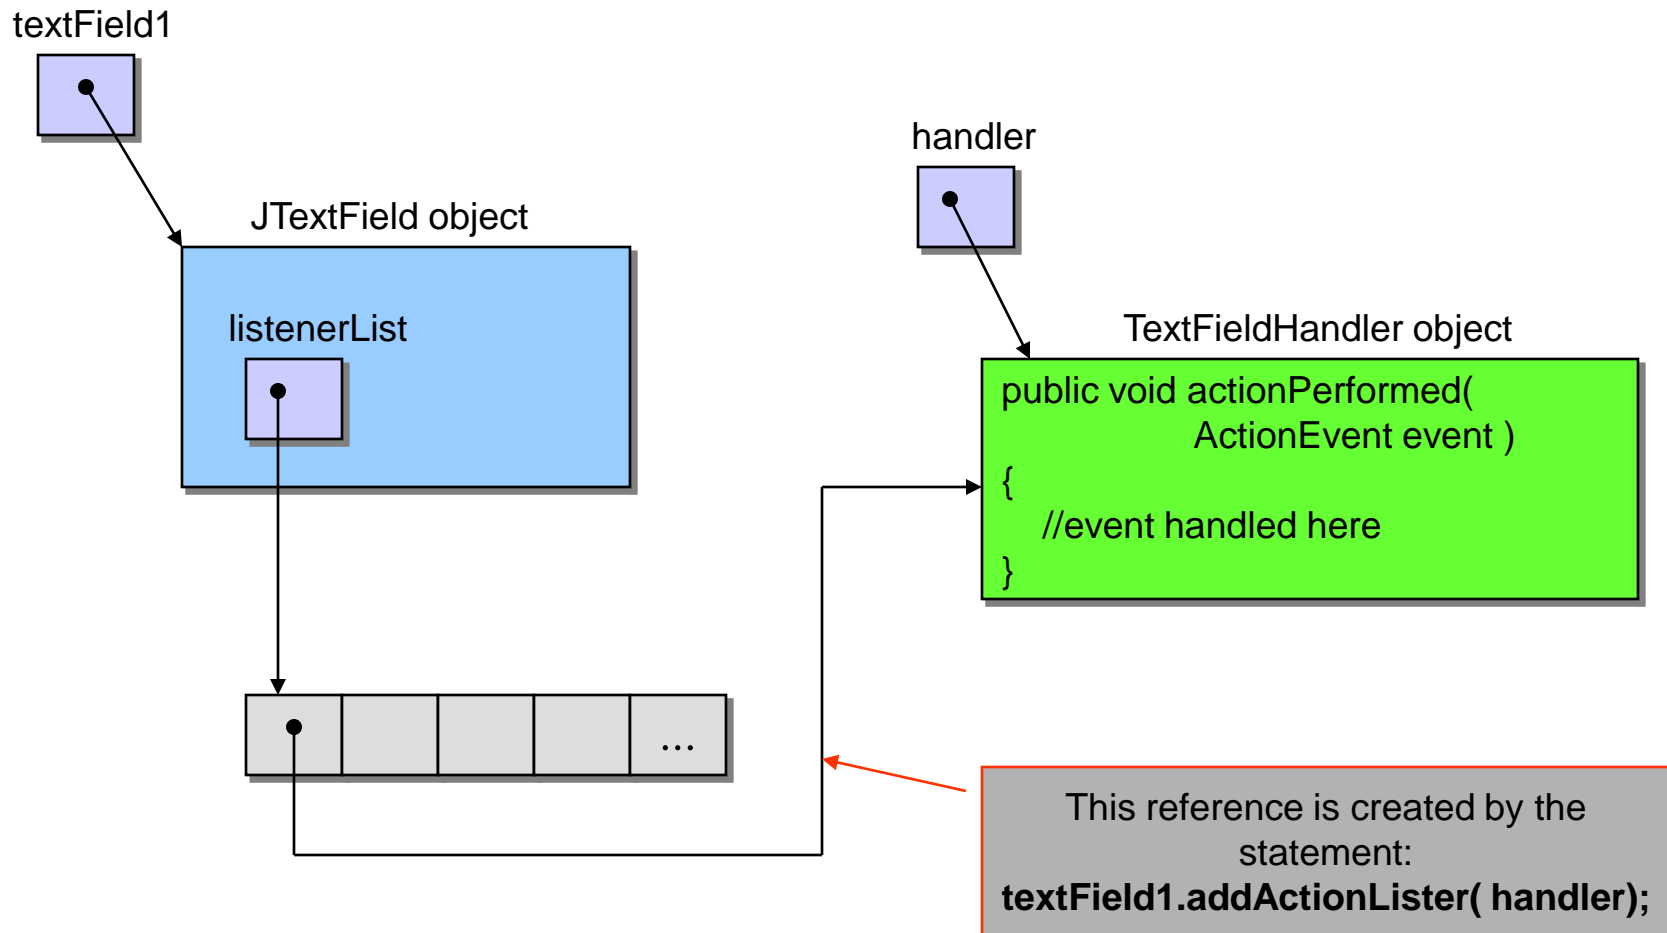 textField1
handler
JTextField object
listenerList
TextFieldHandler object
public void actionPerformed(
ActionEvent event )
{
//event handled here
}
...
This reference is created by the
statement:
textField1.addActionLister( handler);